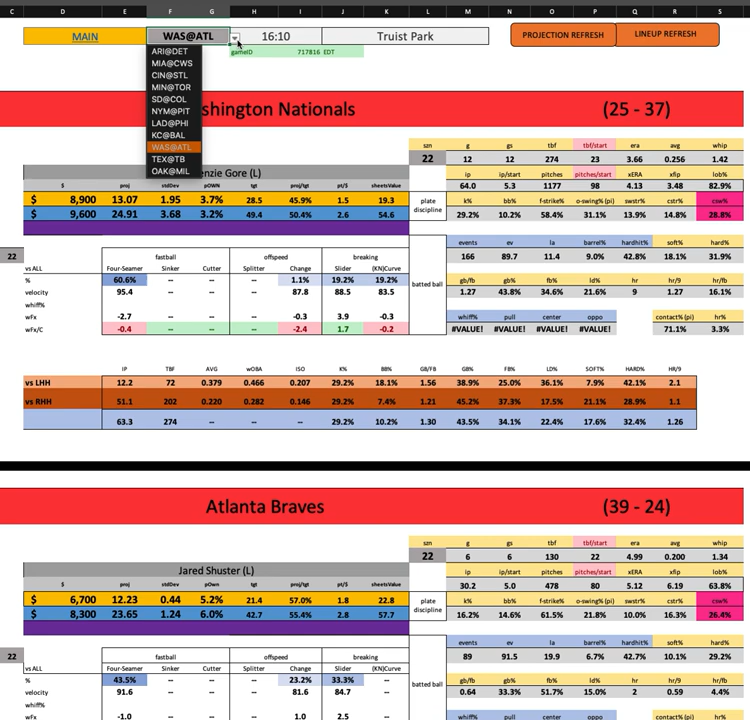 C D E F G H I J K L M N O P Q R S
MAIN WAS@ATL 16:10 Truist Park PROJECTION REFRESH LINEUP REFRESH
gameID 717816 EDT
ARI@DET
MIA@CWS
CIN@STL
MIN@TOR
SD@COL
NYM@PIT
LAD@PHI
KC@BAL
WAS@ATL
TEX@TB
OAK@MIL
shington Nationals (25 - 37)
szn g gs tbf tbf/start era avg whip
22 12 12 274 23 3.66 0.256 1.42
enzie Gore (L) ip ip/start pitches pitches/start xERA xfip lob%
$ proj stdDev pOWN tgt proj/tgt pt/$ sheetsValue 64.0 5.3 1177 98 4.13 3.48 82.9%
$ 8,900 13.07 1.95 3.7% 28.5 45.9% 1.5 19.3 plate discipline k% bb% f-strike% o-swing% (pi) swstr% cstr% csw%
$ 9,600 24.91 3.68 3.2% 49.4 50.4% 2.6 54.6 29.2% 10.2% 58.4% 31.1% 13.9% 14.8% 28.8%
events ev la barrel% hardhit% soft% hard%
22 fastball offspeed breaking 166 89.7 11.4 9.0% 42.8% 18.1% 31.9%
vs ALL Four-Seamer Sinker Cutter Splitter Change Slider (KN)Curve
% 60.6% -- -- -- 1.1% 19.2% 19.2% batted ball gb/fb gb% fb% ld% hr hr/9 hr/fb
velocity 95.4 -- -- -- 87.8 88.5 83.5 1.27 43.8% 34.6% 21.6% 9 1.27 16.1%
whiff%
wFx -2.7 -- -- -- -0.3 3.9 -0.3 whiff% pull center oppo contact% (pi) hr%
wFx/C -0.4 -- -- -- -2.4 1.7 -0.2 #VALUE! #VALUE! #VALUE! #VALUE! 71.1% 3.3%
IP TBF AVG wOBA ISO K% BB% GB/FB GB% FB% LD% SOFT% HARD% HR/9
vs LHH 12.2 72 0.379 0.466 0.207 29.2% 18.1% 1.56 38.9% 25.0% 36.1% 7.9% 42.1% 2.1
vs RHH 51.1 202 0.220 0.282 0.146 29.2% 7.4% 1.21 45.2% 37.3% 17.5% 21.1% 28.9% 1.1
63.3 274 -- -- -- 29.2% 10.2% 1.30 43.5% 34.1% 22.4% 17.6% 32.4% 1.26
Atlanta Braves (39 - 24)
szn g gs tbf tbf/start era avg whip
22 6 6 130 22 4.99 0.200 1.34
Jared Shuster (L) ip ip/start pitches pitches/start xERA xfip lob%
$ proj stdDev pOwn tgt proj/tgt pt/$ sheetsValue 30.2 5.0 478 80 5.12 6.19 63.8%
$ 6,700 12.23 0.44 5.2% 21.4 57.0% 1.8 22.8 plate discipline k% bb% f-strike% o-swing% (pi) swstr% cstr% csw%
$ 8,300 23.65 1.24 6.0% 42.7 55.4% 2.8 57.7 16.2% 14.6% 61.5% 21.8% 10.0% 16.3% 26.4%
events ev la barrel% hardhit% soft% hard%
22 fastball offspeed breaking 89 91.5 19.9 6.7% 42.7% 10.1% 29.2%
vs ALL Four-Seamer Sinker Cutter Splitter Change Slider (KN)Curve
% 43.5% -- -- -- 23.2% 33.3% -- batted ball gb/fb gb% fb% ld% hr hr/9 hr/fb
velocity 91.6 -- -- -- 81.6 84.7 -- 0.64 33.3% 51.7% 15.0% 2 0.59 4.4%
whiff%
wFx -1.0 -- -- -- 1.0 2.5 -- whiff% pull center oppo contact% (pi) hr%